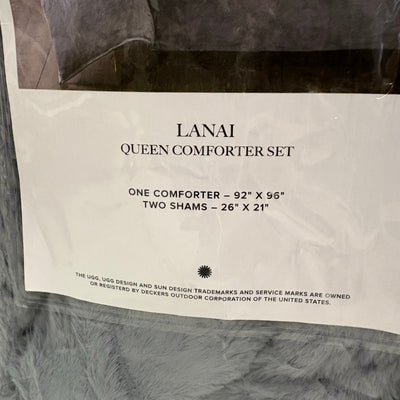 LANAI
QUEEN COMFORTER SET
ONE COMFORTER – 92" X 96"
TWO SHAMS – 26" X 21"
THE UGG, UGG DESIGN AND SUN DESIGN TRADEMARKS AND SERVICE MARKS ARE OWNED
OR REGISTERD BY DECKERS OUTDOOR CORPORATION OF THE UNITED STATES.